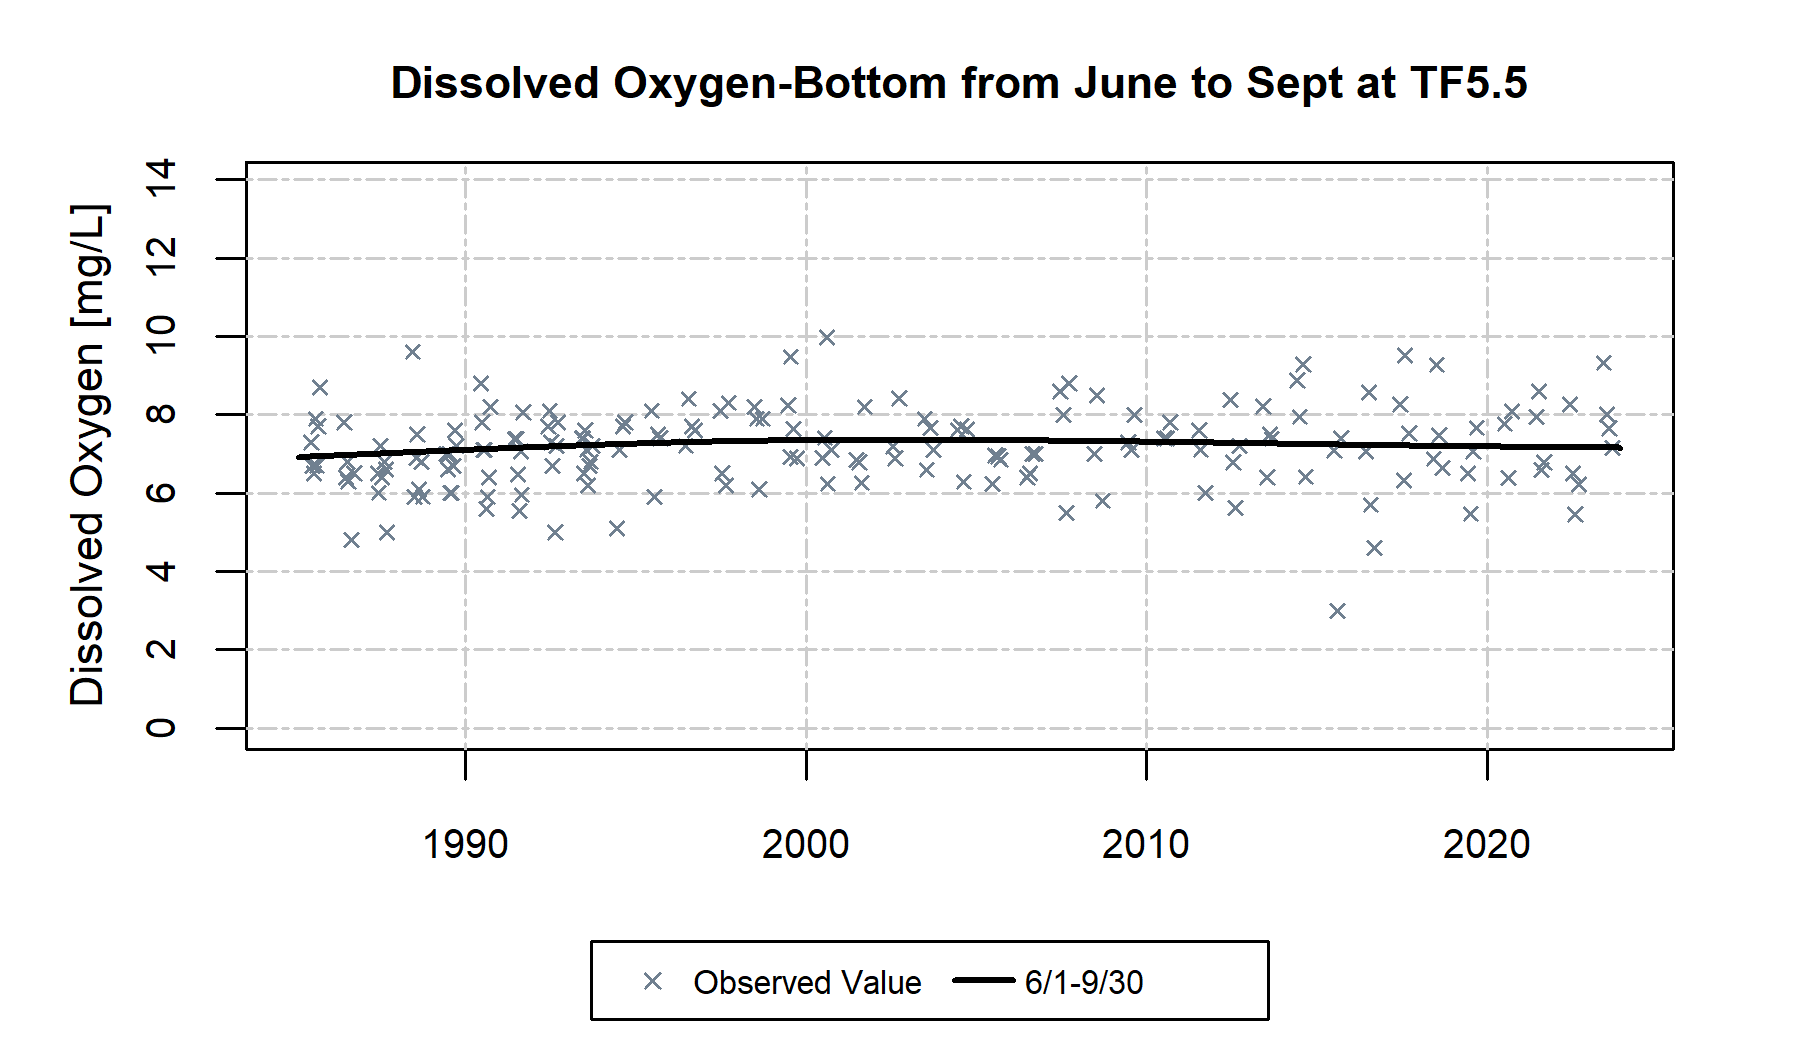 Dissolved Oxygen-Bottom from June to Sept at TF5.5
Dissolved Oxygen [mg/L]
14
12
10
8
6
4
2
0
1990 2000 2010 2020
Observed Value 6/1-9/30